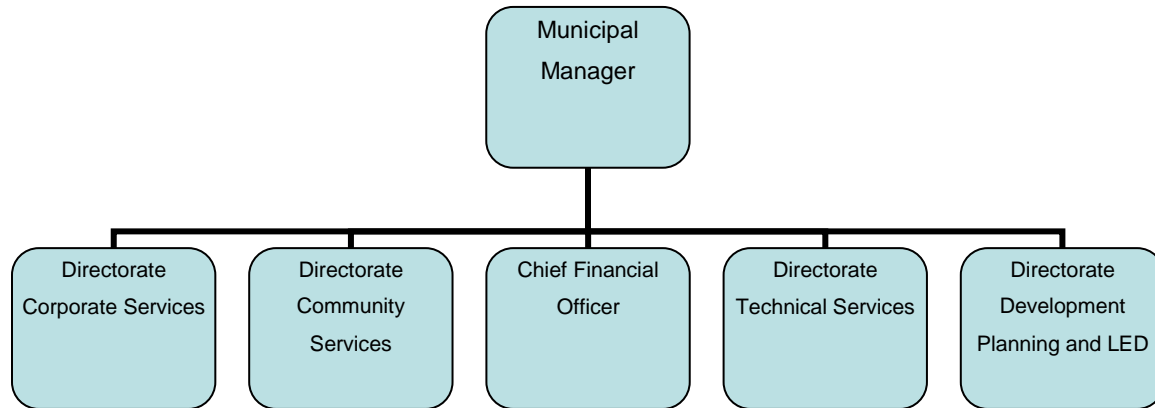 Municipal
Manager
Directorate
Corporate Services
Directorate
Community
Services
Chief Financial
Officer
Directorate
Technical Services
Directorate
Development
Planning and LED